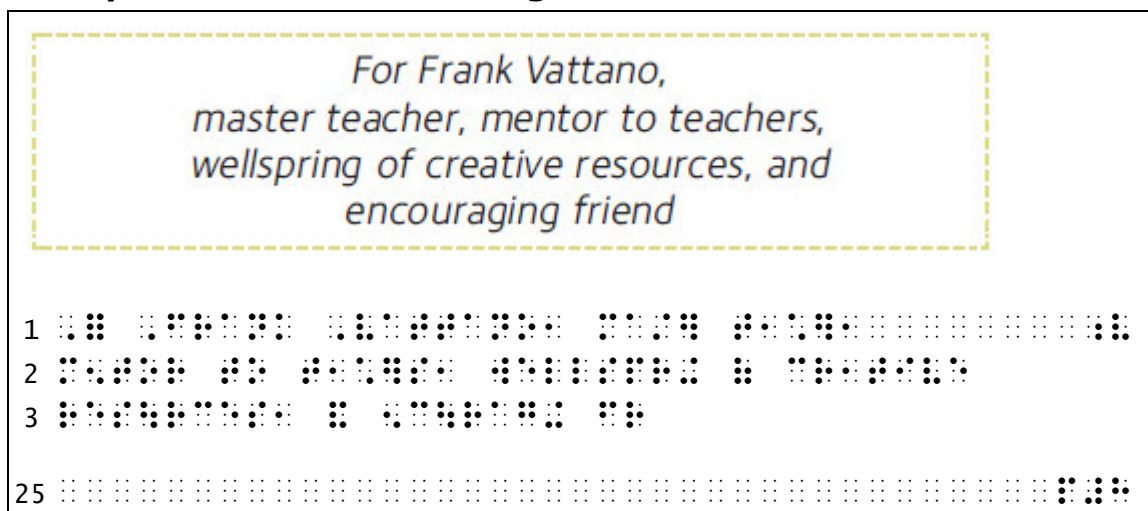 For Frank Vattano,
master teacher, mentor to teachers,
wellspring of creative resources, and
encouraging friend
1 ⠠⠿ ⠠⠋⠗⠁⠝⠅ ⠠⠧⠁⠞⠞⠁⠝⠕⠂ ⠍⠁⠌⠻ ⠞⠂⠡⠻⠂ ⠰⠧
2 ⠍⠢⠞⠕⠗ ⠞⠕ ⠞⠂⠡⠻⠎⠂ ⠺⠑⠇⠇⠎⠏⠗⠬ ⠷ ⠉⠗⠂⠞⠊⠧⠑
3 ⠗⠑⠎⠳⠗⠉⠑⠎⠂ ⠯ ⠢⠉⠳⠗⠁⠛⠬ ⠋⠗
25 ⠏⠼⠓